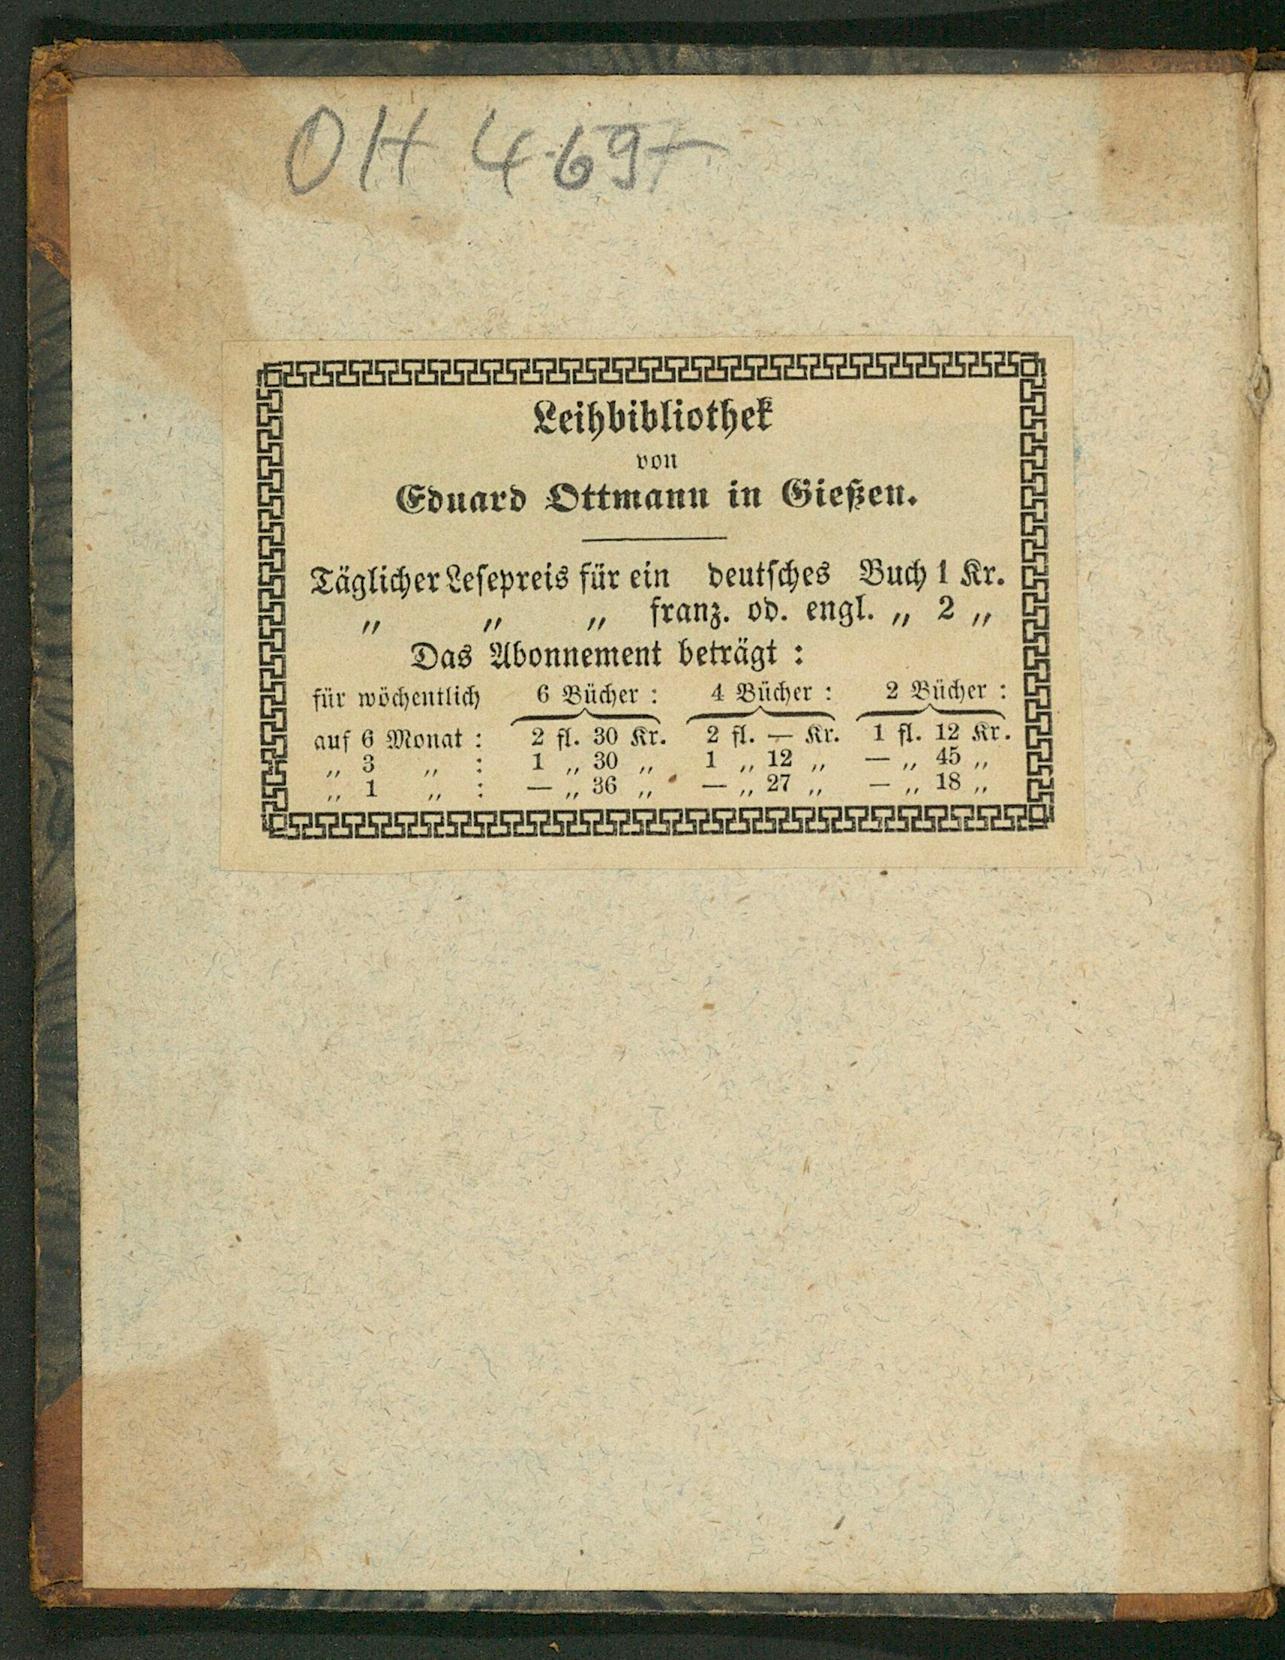 OH 469+
Leihbibliothek
von
Eduard Ottmann in Gießen.
Täglicher Lesepreis für ein deutsches Buch 1 Kr.
„ „ „ franz. od. engl. „ 2 „
Das Abonnement beträgt :
für wöchentlich 6 Bücher : 4 Bücher : 2 Bücher :
auf 6 Monat : 2 fl. 30 Kr. 2 fl. — Kr. 1 fl. 12 Kr.
„ 3 „ : 1 „ 30 „ 1 „ 12 „ — „ 45 „
„ 1 „ : — „ 36 „ — „ 27 „ — „ 18 „